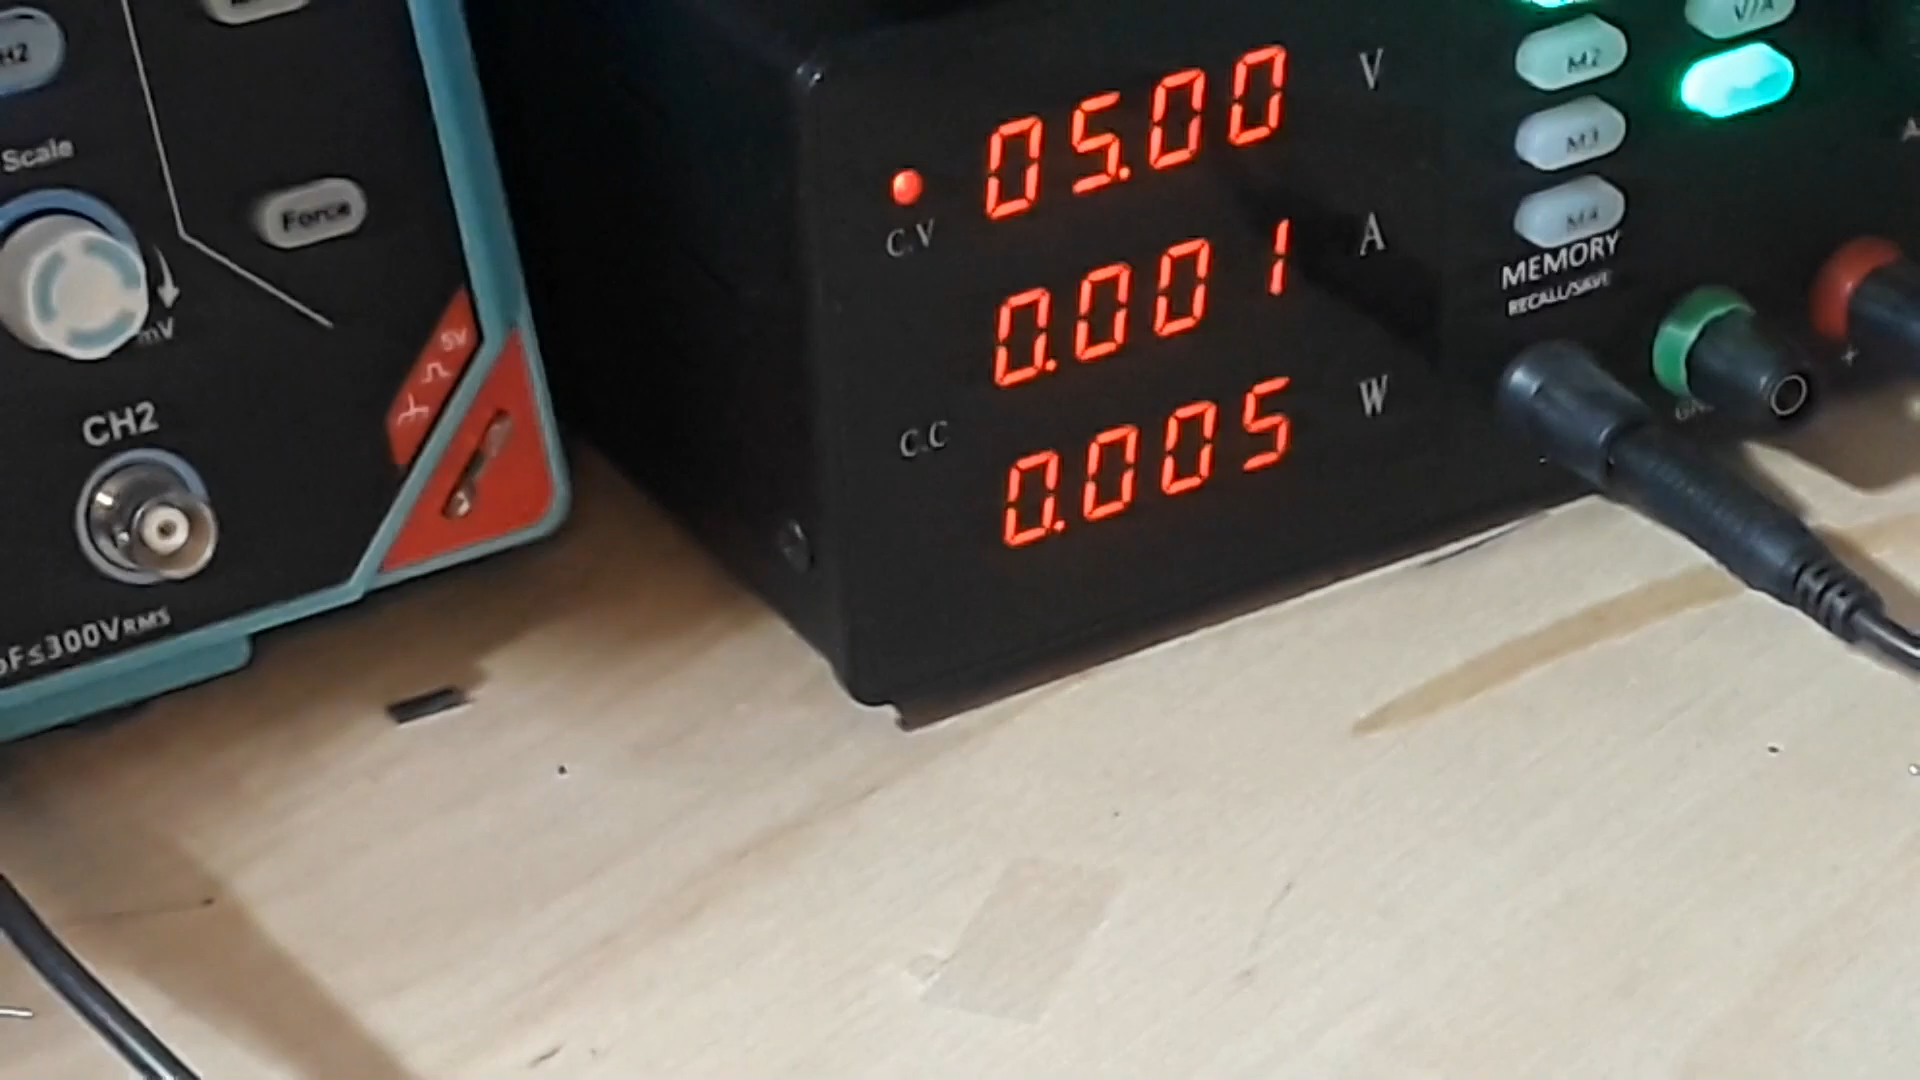 H2
Scale
Force
mV
5V
CH2
pF≤300VRMS
05.00 V
C.V
0.001 A
C.C
0.005 W
V/A
M2
M3
M4
MEMORY
RECALL/SAVE
+